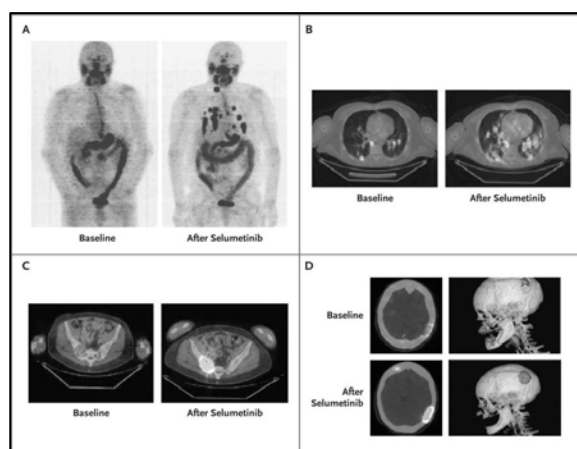 A
Baseline
After Selumetinib
B
Baseline
After Selumetinib
C
Baseline
After Selumetinib
D
Baseline
After
Selumetinib